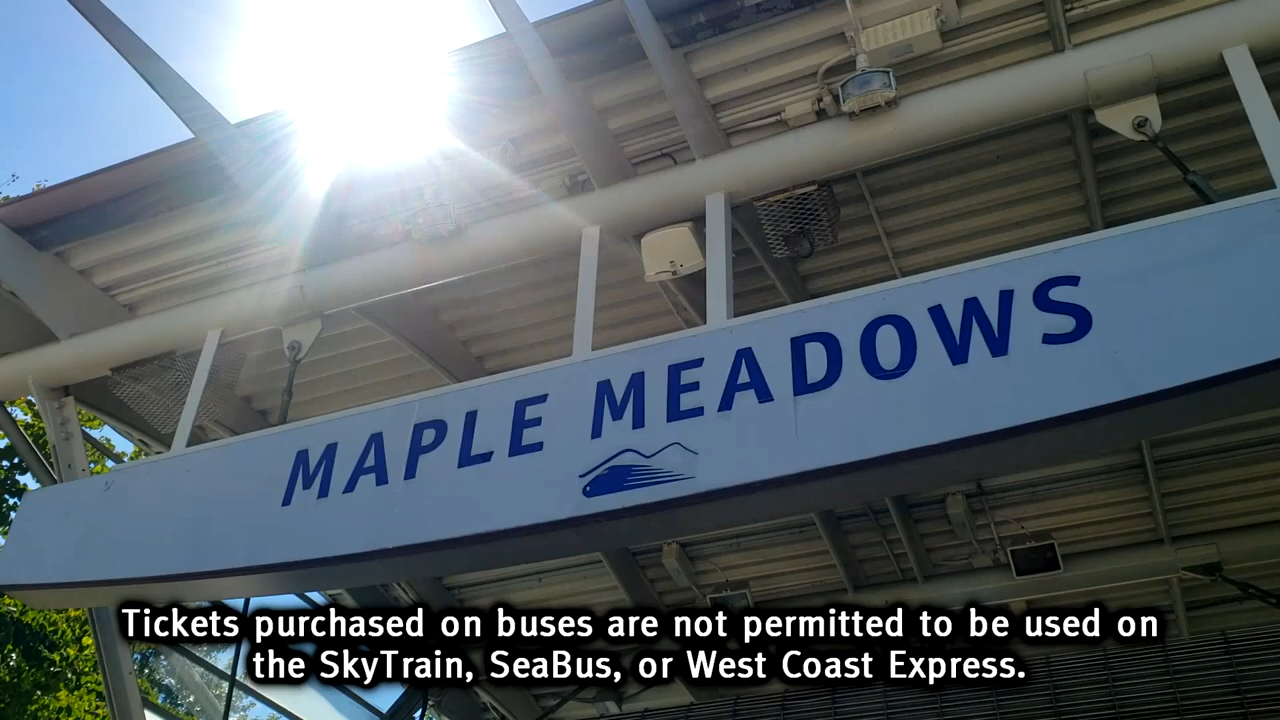 MAPLE MEADOWS
Tickets purchased on buses are not permitted to be used on
the SkyTrain, SeaBus, or West Coast Express.